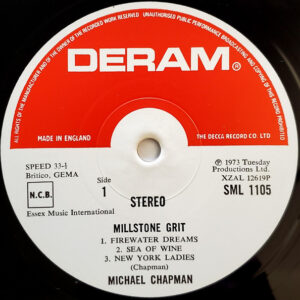 ALL RIGHTS OF THE MANUFACTURER AND OF THE OWNER OF THE RECORDED WORK RESERVED UNAUTHORISED PUBLIC PERFORMANCE BROADCASTING AND COPYING OF THIS RECORD PROHIBITED
DERAM®
MADE IN ENGLAND
THE DECCA RECORD CO. LTD.
SPEED 33-⅓
Britico, GEMA
N.C.B.
Essex Music International
Side
1
STEREO
℗ 1973 Tuesday
Productions Ltd.
XZAL 12619P
SML 1105
MILLSTONE GRIT
1. FIREWATER DREAMS
2. SEA OF WINE
3. NEW YORK LADIES
(Chapman)
MICHAEL CHAPMAN